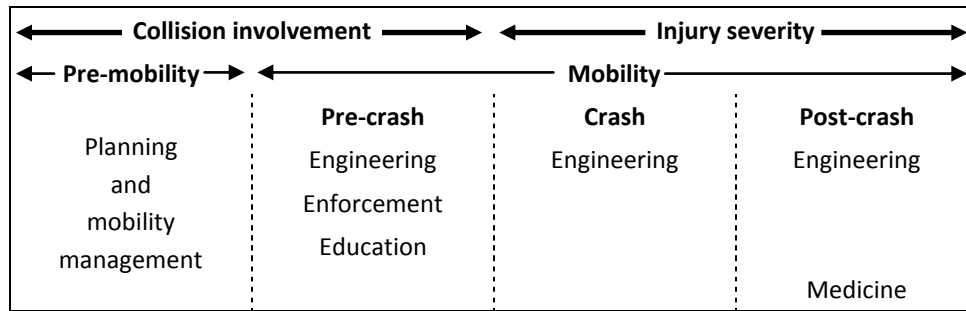 Collision involvement
Injury severity
Pre-mobility
Mobility
Planning
and
mobility
management
Pre-crash
Engineering
Enforcement
Education
Crash
Engineering
Post-crash
Engineering
Medicine